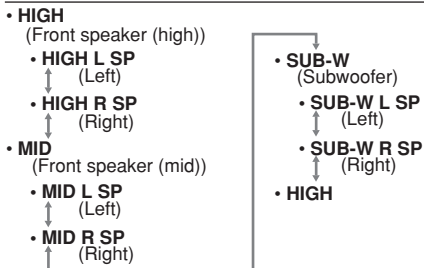 • HIGH
(Front speaker (high))
• HIGH L SP
(Left)
• HIGH R SP
(Right)
• MID
(Front speaker (mid))
• MID L SP
(Left)
• MID R SP
(Right)
• SUB-W
(Subwoofer)
• SUB-W L SP
(Left)
• SUB-W R SP
(Right)
• HIGH